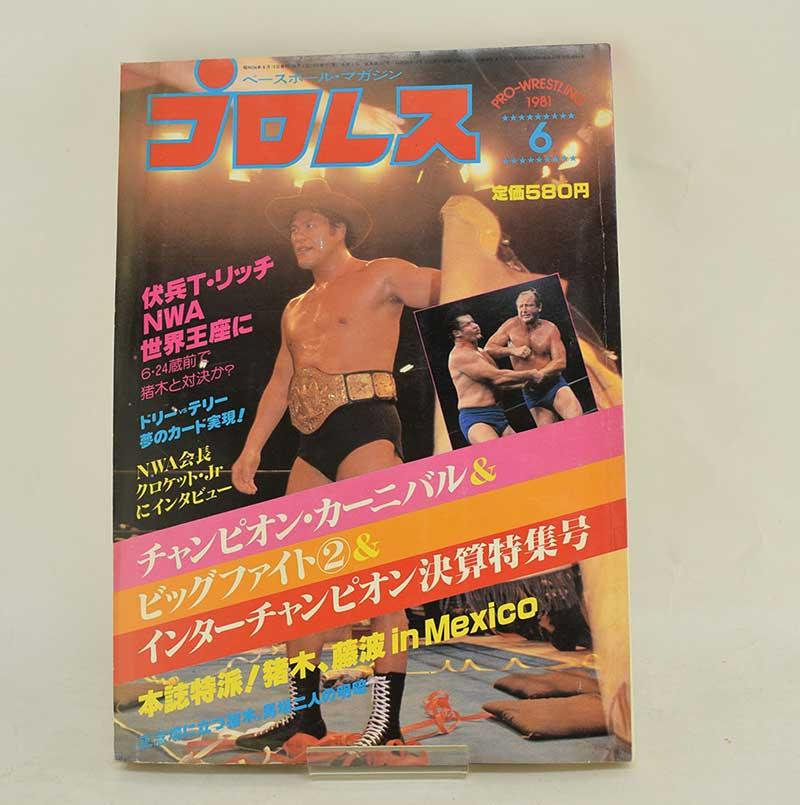 ベースボール・マガジン
プロレス
PRO-WRESTLING
1981
6
定価580円
伏兵T・リッチ
NWA
世界王座に
6・24蔵前で
猪木と対決か?
ドリーvsテリー
夢のカード実現!
NWA会長
クロケット・Jr
にインタビュー
チャンピオン・カーニバル&
ビッグファイト②&
インターチャンピオン決算特集号
本誌特派!猪木、藤波 in Mexico